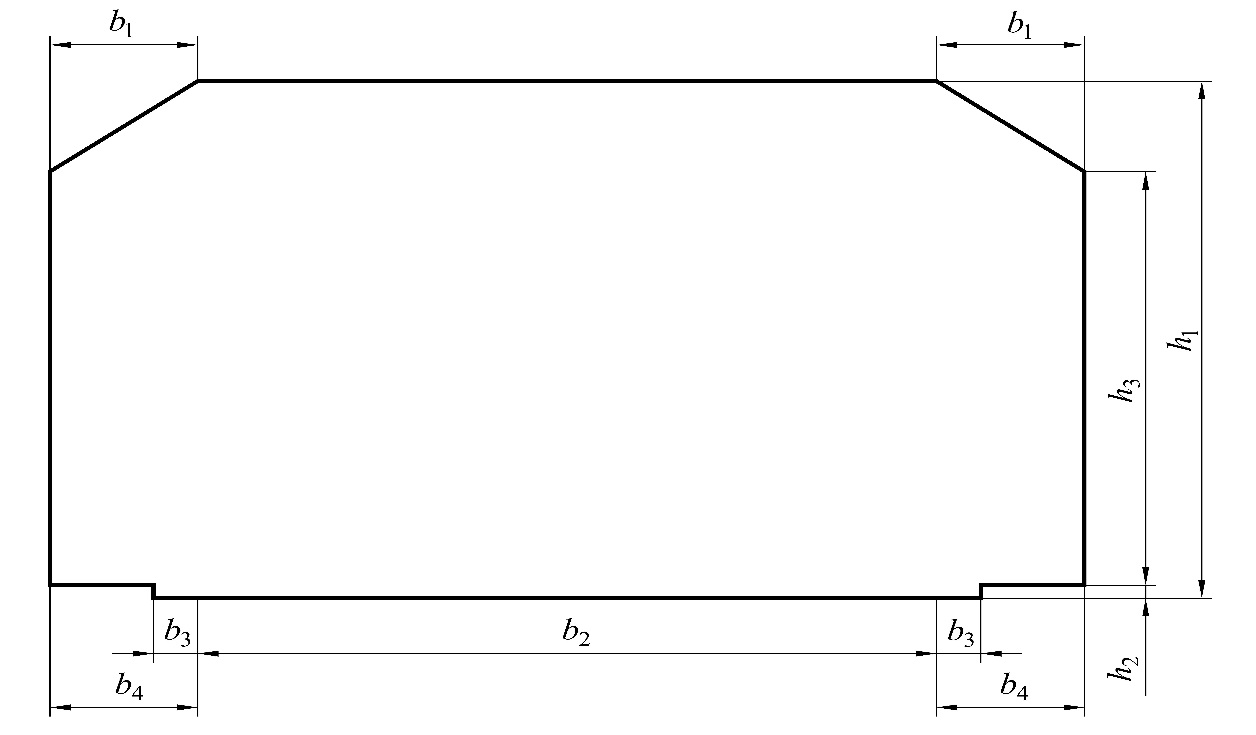 b₁ b₁
h₁
h₃
b₃ b₂ b₃
h₂
b₄ b₄